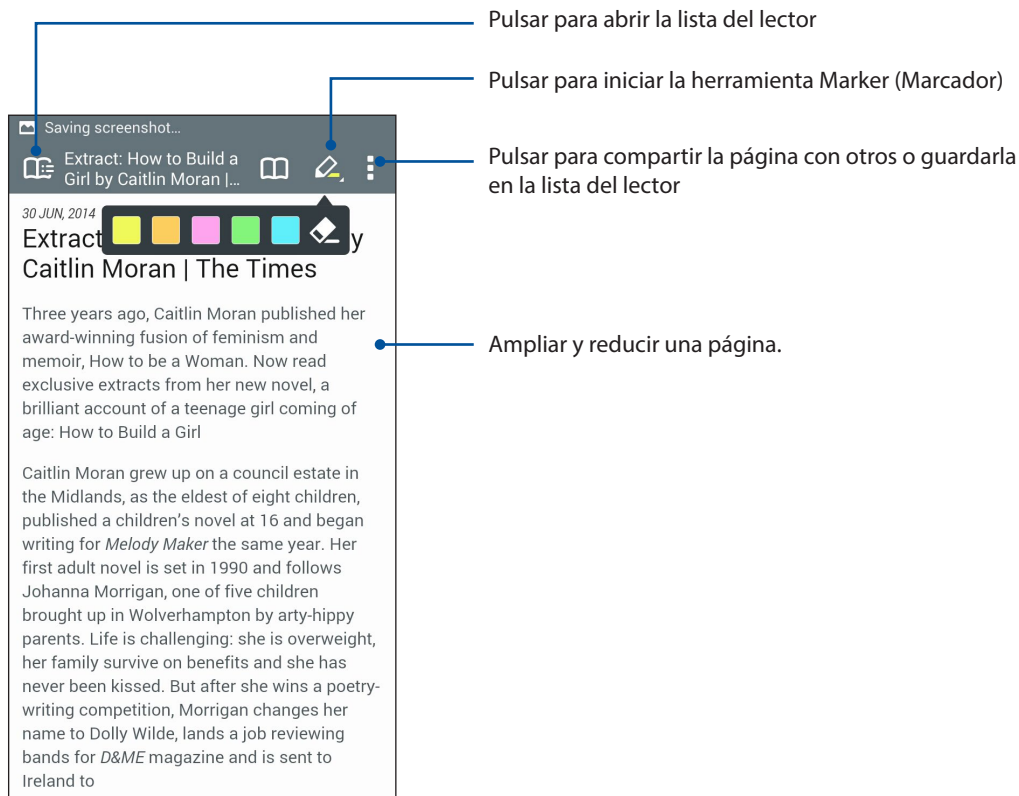 Pulsar para abrir la lista del lector
Pulsar para iniciar la herramienta Marker (Marcador)
Pulsar para compartir la página con otros o guardarla
en la lista del lector
Ampliar y reducir una página.
Saving screenshot...
Extract: How to Build a
Girl by Caitlin Moran |...
30 JUN, 2014
Extract y
Caitlin Moran | The Times
Three years ago, Caitlin Moran published her
award-winning fusion of feminism and
memoir, How to be a Woman. Now read
exclusive extracts from her new novel, a
brilliant account of a teenage girl coming of
age: How to Build a Girl
Caitlin Moran grew up on a council estate in
the Midlands, as the eldest of eight children,
published a children's novel at 16 and began
writing for Melody Maker the same year. Her
first adult novel is set in 1990 and follows
Johanna Morrigan, one of five children
brought up in Wolverhampton by arty-hippy
parents. Life is challenging: she is overweight,
her family survive on benefits and she has
never been kissed. But after she wins a poetry-
writing competition, Morrigan changes her
name to Dolly Wilde, lands a job reviewing
bands for D&ME magazine and is sent to
Ireland to